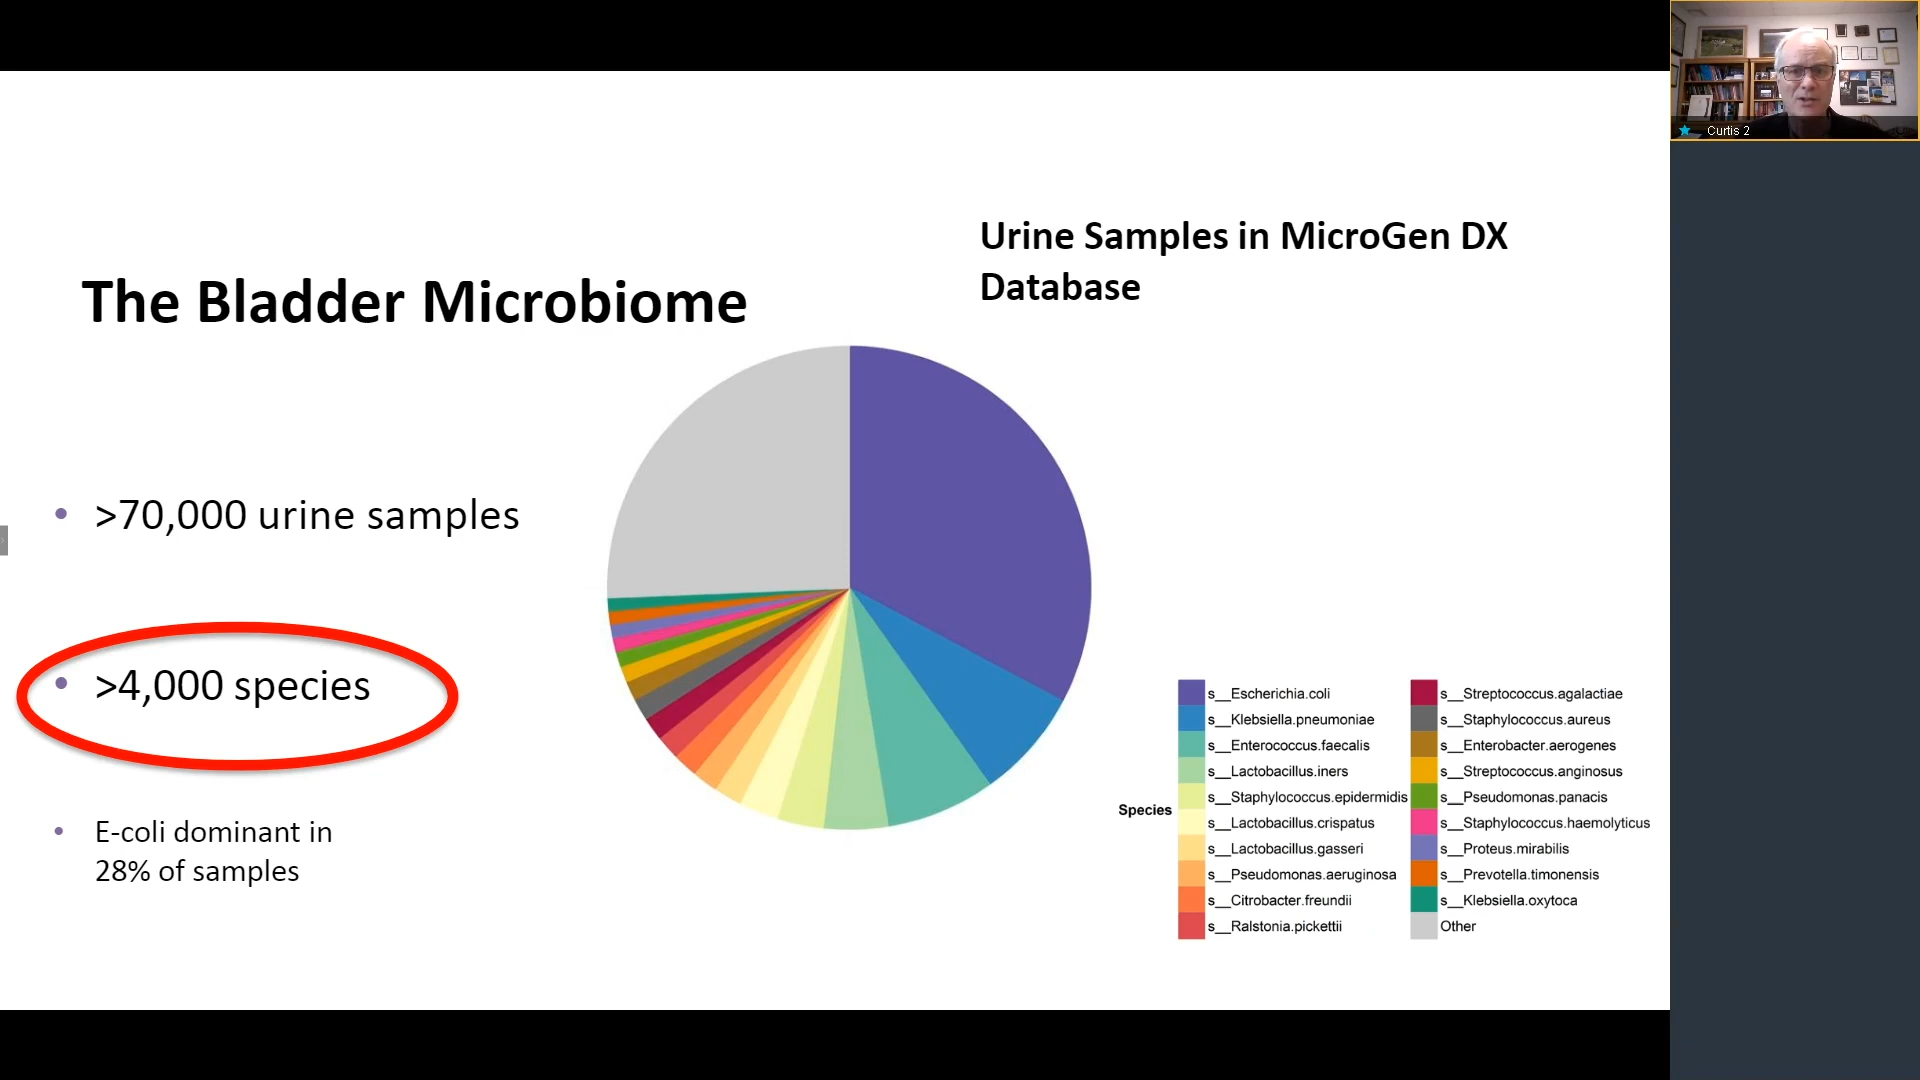 Urine Samples in MicroGen DX
Database
The Bladder Microbiome
• >70,000 urine samples
• >4,000 species
• E-coli dominant in
28% of samples
Species
s__Escherichia.coli
s__Klebsiella.pneumoniae
s__Enterococcus.faecalis
s__Lactobacillus.iners
s__Staphylococcus.epidermidis
s__Lactobacillus.crispatus
s__Lactobacillus.gasseri
s__Pseudomonas.aeruginosa
s__Citrobacter.freundii
s__Ralstonia.pickettii
s__Streptococcus.agalactiae
s__Staphylococcus.aureus
s__Enterobacter.aerogenes
s__Streptococcus.anginosus
s__Pseudomonas.panacis
s__Staphylococcus.haemolyticus
s__Proteus.mirabilis
s__Prevotella.timonensis
s__Klebsiella.oxytoca
Other
Curtis 2